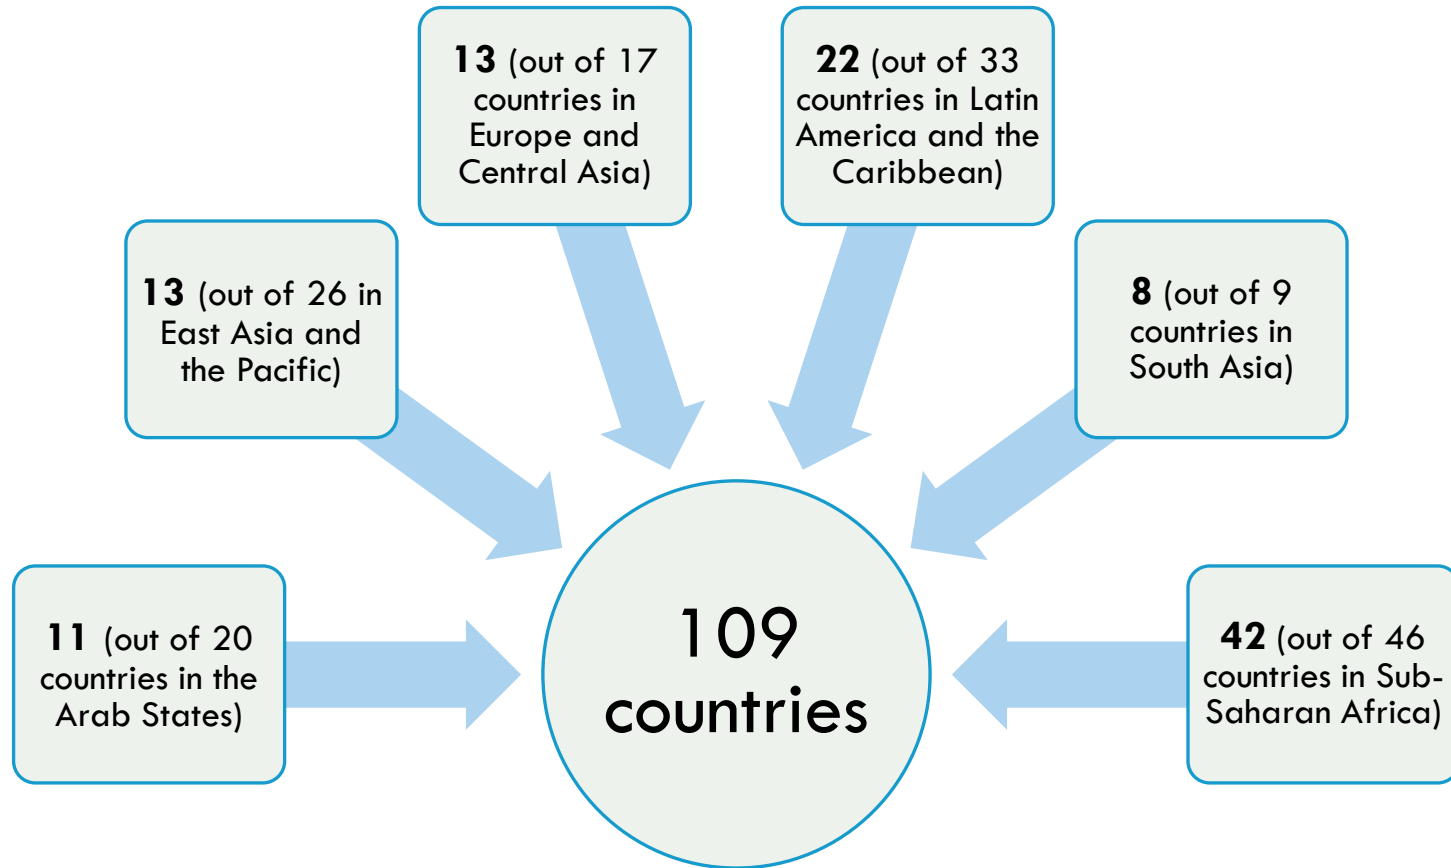 13 (out of 17
countries in
Europe and
Central Asia)
22 (out of 33
countries in Latin
America and the
Caribbean)
13 (out of 26 in
East Asia and
the Pacific)
8 (out of 9
countries in
South Asia)
11 (out of 20
countries in the
Arab States)
109
countries
42 (out of 46
countries in Sub-
Saharan Africa)